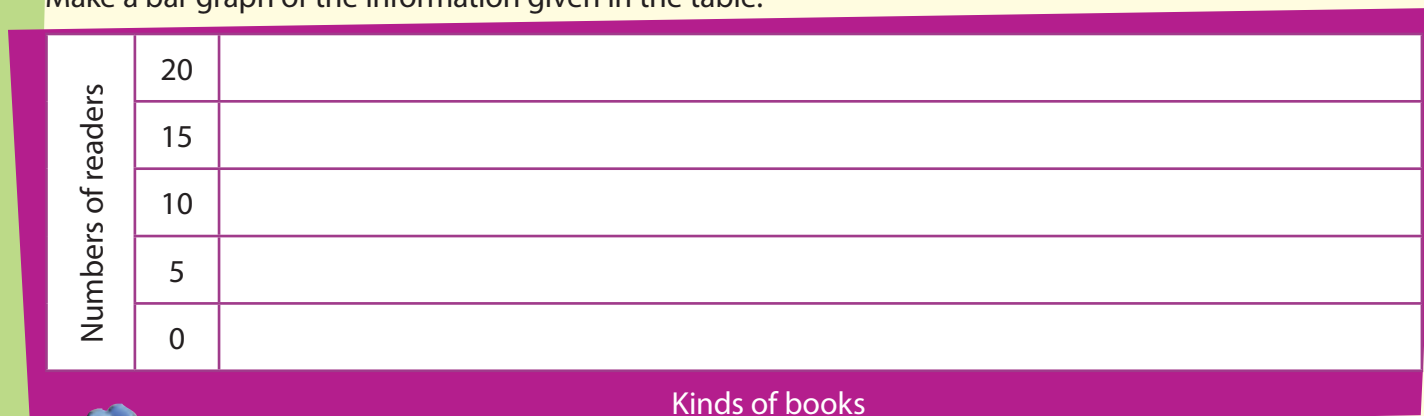 Make a bar graph of the information given in the table.
Numbers of readers
20
15
10
5
0
Kinds of books